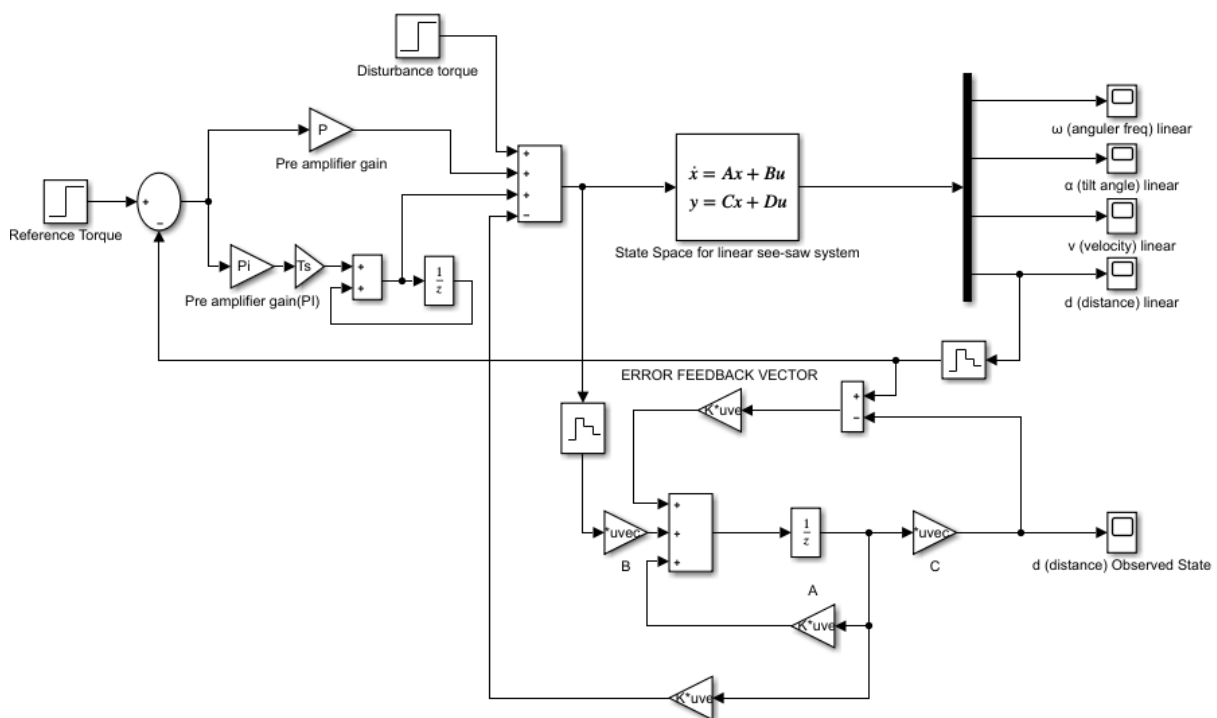 Disturbance torque
P
Pre amplifier gain
+
+
+
−
ẋ = Ax + Bu
y = Cx + Du
State Space for linear see-saw system
ω (anguler freq) linear
α (tilt angle) linear
v (velocity) linear
d (distance) linear
+
−
Reference Torque
Pi
Ts
+
+
1
z
Pre amplifier gain(PI)
ERROR FEEDBACK VECTOR
K*uve
+
−
*uvec
B
+
+
+
1
z
*uvec
C
d (distance) Observed State
A
K*uve
K*uve